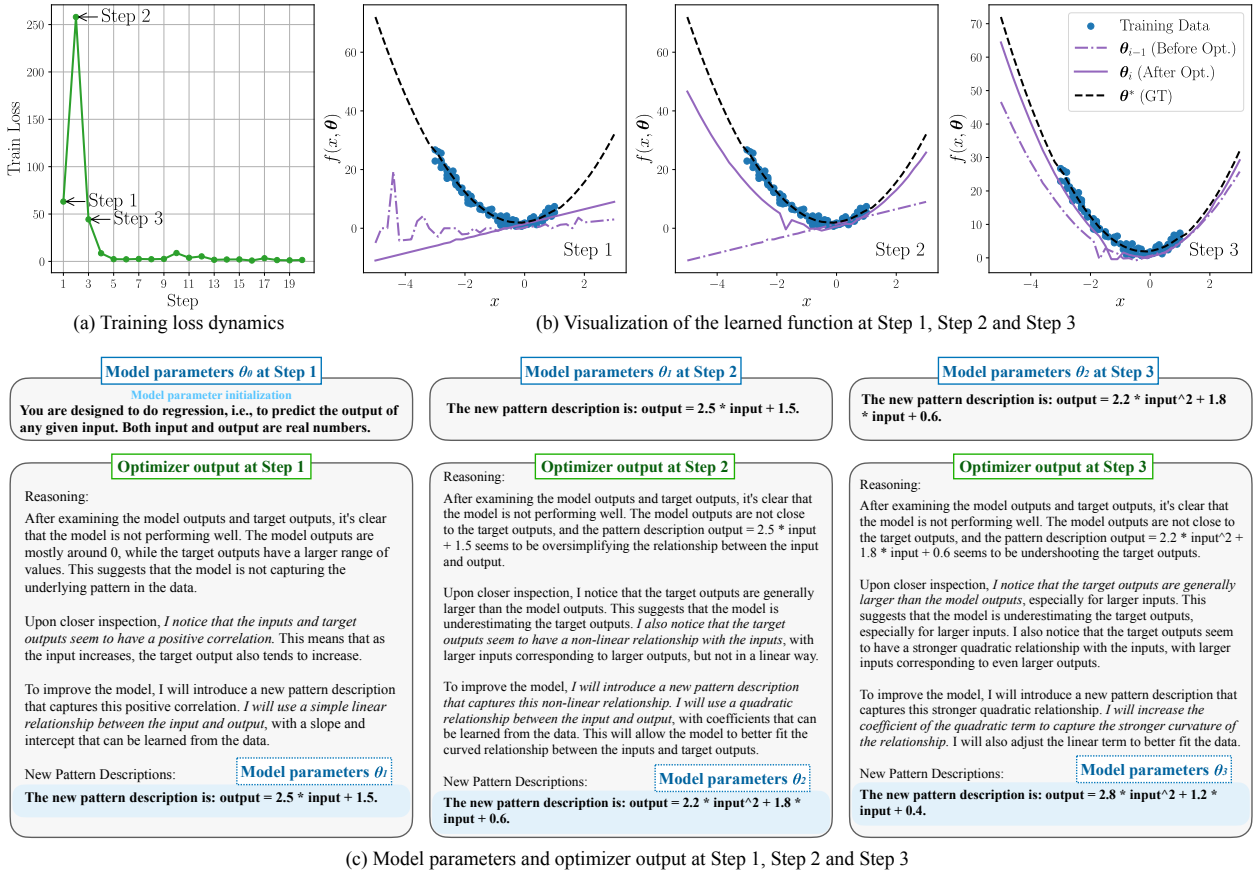 250
200
150
100
50
0
Train Loss
Step 2
Step 1
Step 3
1 3 5 7 9 11 13 15 17 19
Step
(a) Training loss dynamics
60
40
20
0
f(x, θ)
Step 1
−4 −2 0 2
x
60
40
20
0
f(x, θ)
Step 2
−4 −2 0 2
x
70
60
50
40
30
20
10
0
f(x, θ)
Training Data
θᵢ₋₁ (Before Opt.)
θᵢ (After Opt.)
θ* (GT)
Step 3
−4 −2 0 2
x
(b) Visualization of the learned function at Step 1, Step 2 and Step 3
Model parameters θ₀ at Step 1
Model parameter initialization
You are designed to do regression, i.e., to predict the output of
any given input. Both input and output are real numbers.
Model parameters θ₁ at Step 2
The new pattern description is: output = 2.5 * input + 1.5.
Model parameters θ₂ at Step 3
The new pattern description is: output = 2.2 * input^2 + 1.8
* input + 0.6.
Optimizer output at Step 1
Reasoning:
After examining the model outputs and target outputs, it's clear
that the model is not performing well. The model outputs are
mostly around 0, while the target outputs have a larger range of
values. This suggests that the model is not capturing the
underlying pattern in the data.
Upon closer inspection, I notice that the inputs and target
outputs seem to have a positive correlation. This means that as
the input increases, the target output also tends to increase.
To improve the model, I will introduce a new pattern description
that captures this positive correlation. I will use a simple linear
relationship between the input and output, with a slope and
intercept that can be learned from the data.
New Pattern Descriptions:
Model parameters θ₁
The new pattern description is: output = 2.5 * input + 1.5.
Optimizer output at Step 2
Reasoning:
After examining the model outputs and target outputs, it's clear that
the model is not performing well. The model outputs are not close
to the target outputs, and the pattern description output = 2.5 * input
+ 1.5 seems to be oversimplifying the relationship between the input
and output.
Upon closer inspection, I notice that the target outputs are generally
larger than the model outputs. This suggests that the model is
underestimating the target outputs. I also notice that the target
outputs seem to have a non-linear relationship with the inputs, with
larger inputs corresponding to larger outputs, but not in a linear way.
To improve the model, I will introduce a new pattern description
that captures this non-linear relationship. I will use a quadratic
relationship between the input and output, with coefficients that can
be learned from the data. This will allow the model to better fit the
curved relationship between the inputs and target outputs.
New Pattern Descriptions:
Model parameters θ₂
The new pattern description is: output = 2.2 * input^2 + 1.8 *
input + 0.6.
Optimizer output at Step 3
Reasoning:
After examining the model outputs and target outputs, it's clear that
the model is not performing well. The model outputs are not close to
the target outputs, and the pattern description output = 2.2 * input^2 +
1.8 * input + 0.6 seems to be undershooting the target outputs.
Upon closer inspection, I notice that the target outputs are generally
larger than the model outputs, especially for larger inputs. This
suggests that the model is underestimating the target outputs,
especially for larger inputs. I also notice that the target outputs seem
to have a stronger quadratic relationship with the inputs, with larger
inputs corresponding to even larger outputs.
To improve the model, I will introduce a new pattern description that
captures this stronger quadratic relationship. I will increase the
coefficient of the quadratic term to capture the stronger curvature of
the relationship. I will also adjust the linear term to better fit the data.
New Pattern Descriptions:
Model parameters θ₃
The new pattern description is: output = 2.8 * input^2 + 1.2 *
input + 0.4.
(c) Model parameters and optimizer output at Step 1, Step 2 and Step 3